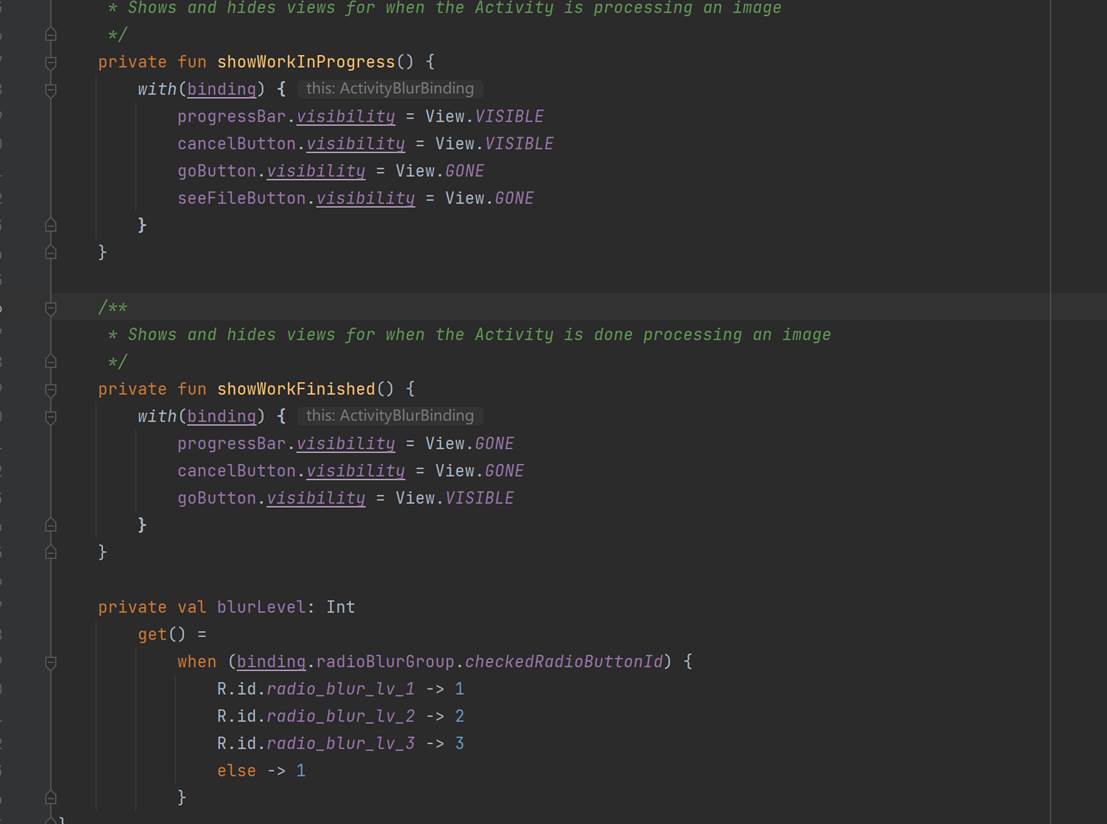 * Shows and hides views for when the Activity is processing an image
*/
private fun showWorkInProgress() {
with(binding) { this: ActivityBlurBinding
progressBar.visibility = View.VISIBLE
cancelButton.visibility = View.VISIBLE
goButton.visibility = View.GONE
seeFileButton.visibility = View.GONE
}
}
/**
* Shows and hides views for when the Activity is done processing an image
*/
private fun showWorkFinished() {
with(binding) { this: ActivityBlurBinding
progressBar.visibility = View.GONE
cancelButton.visibility = View.GONE
goButton.visibility = View.VISIBLE
}
}
private val blurLevel: Int
get() =
when (binding.radioBlurGroup.checkedRadioButtonId) {
R.id.radio_blur_lv_1 -> 1
R.id.radio_blur_lv_2 -> 2
R.id.radio_blur_lv_3 -> 3
else -> 1
}
}